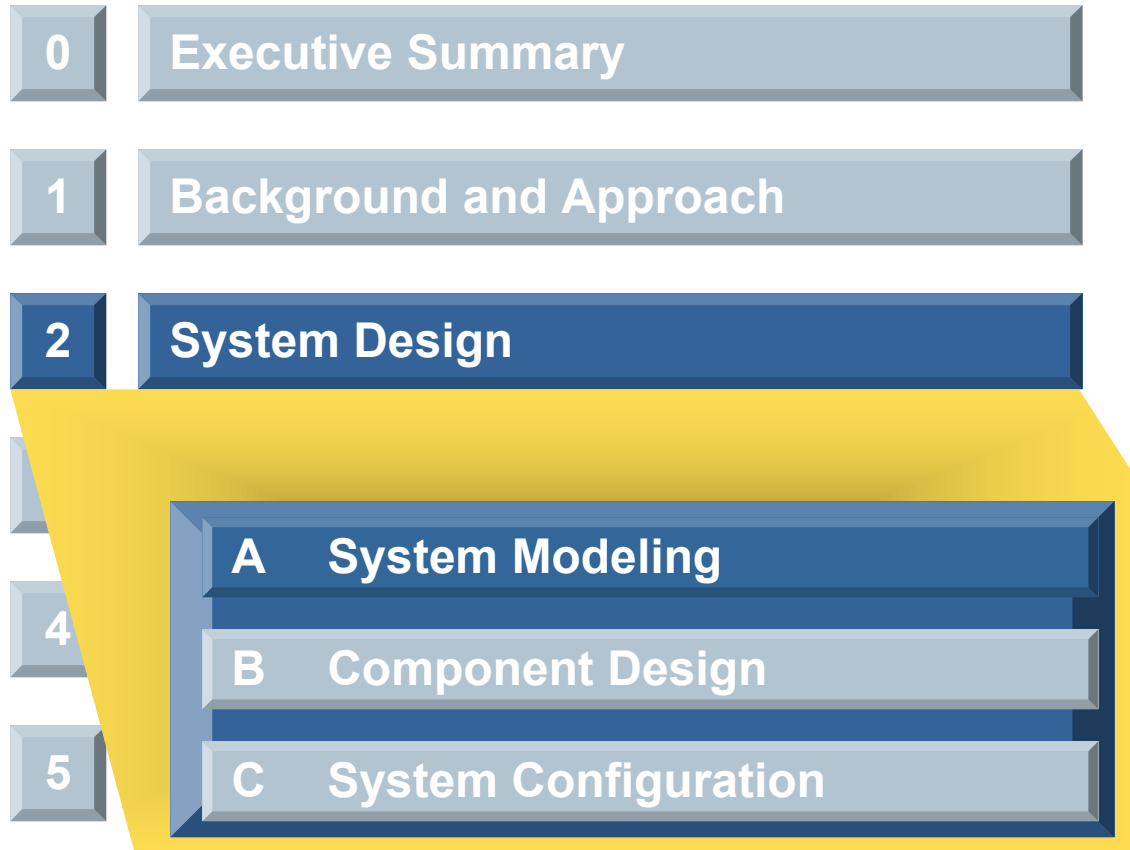 0 Executive Summary
1 Background and Approach
2 System Design
A System Modeling
4
B Component Design
5
C System Configuration